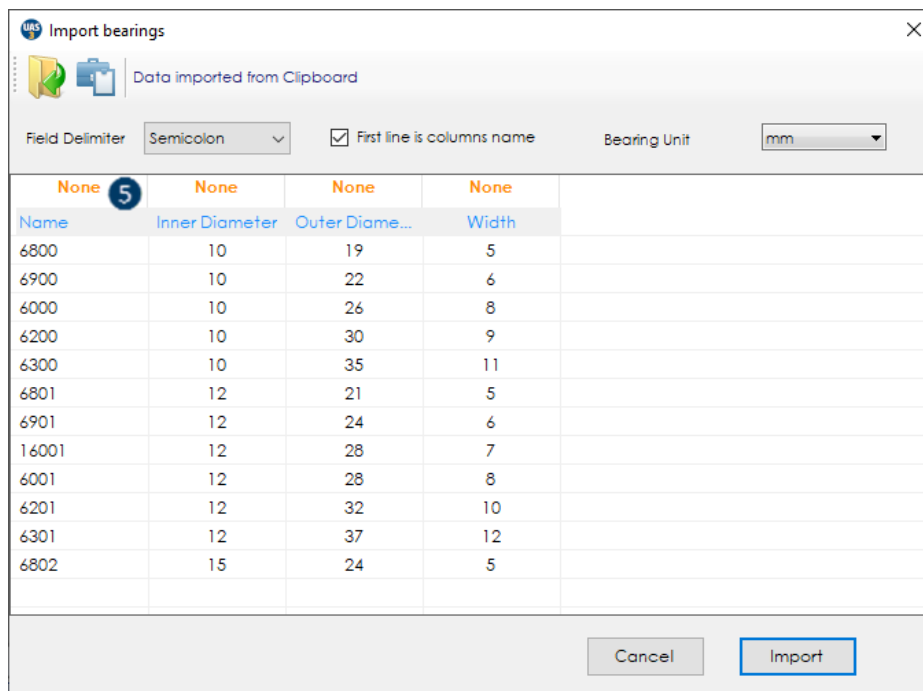 UAS Import bearings
Data imported from Clipboard
Field Delimiter Semicolon First line is columns name Bearing Unit mm
None 5 None None None
Name Inner Diameter Outer Diame... Width
6800 10 19 5
6900 10 22 6
6000 10 26 8
6200 10 30 9
6300 10 35 11
6801 12 21 5
6901 12 24 6
16001 12 28 7
6001 12 28 8
6201 12 32 10
6301 12 37 12
6802 15 24 5
Cancel Import